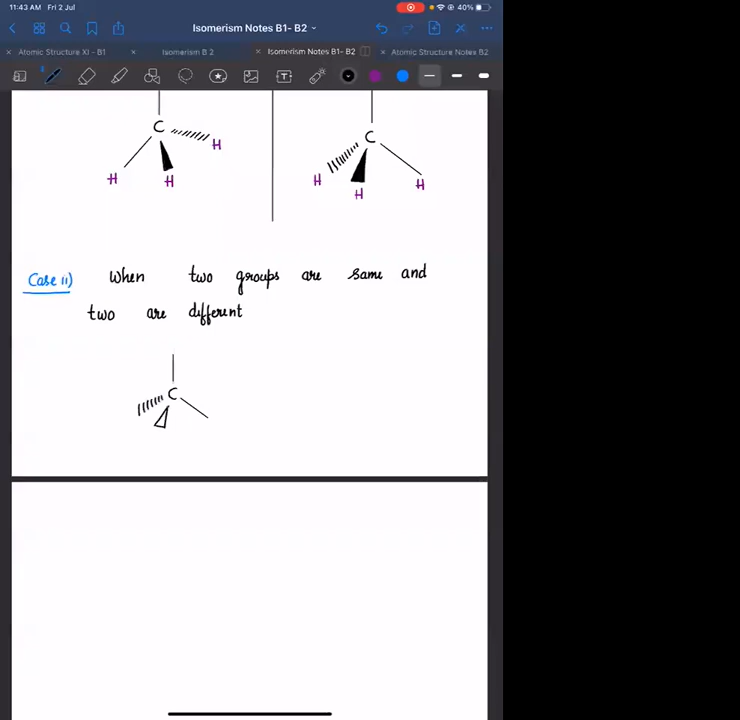 11:43 AM Fri 2 Jul
40%
Isomerism Notes B1- B2
Atomic Structure XI - B1
Isomerism B 2
Isomerism Notes B1- B2
Atomic Structure Notes B2
C
H
H
H
C
H
H
H
Case ii) When two groups are same and
two are different
C